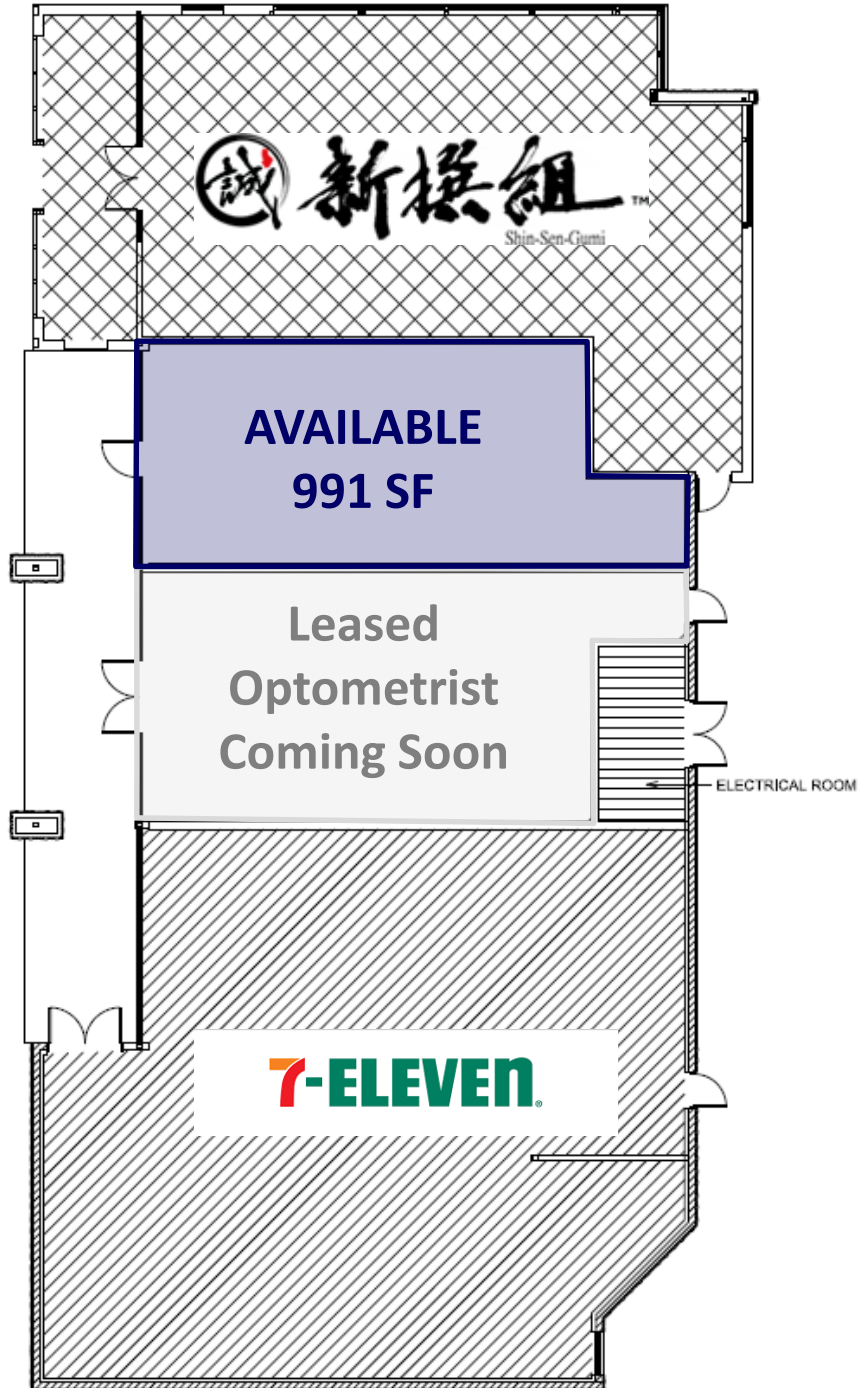 誠 新撰組 ™
Shin-Sen-Gumi
AVAILABLE
991 SF
Leased
Optometrist
Coming Soon
ELECTRICAL ROOM
7-ELEVEn®